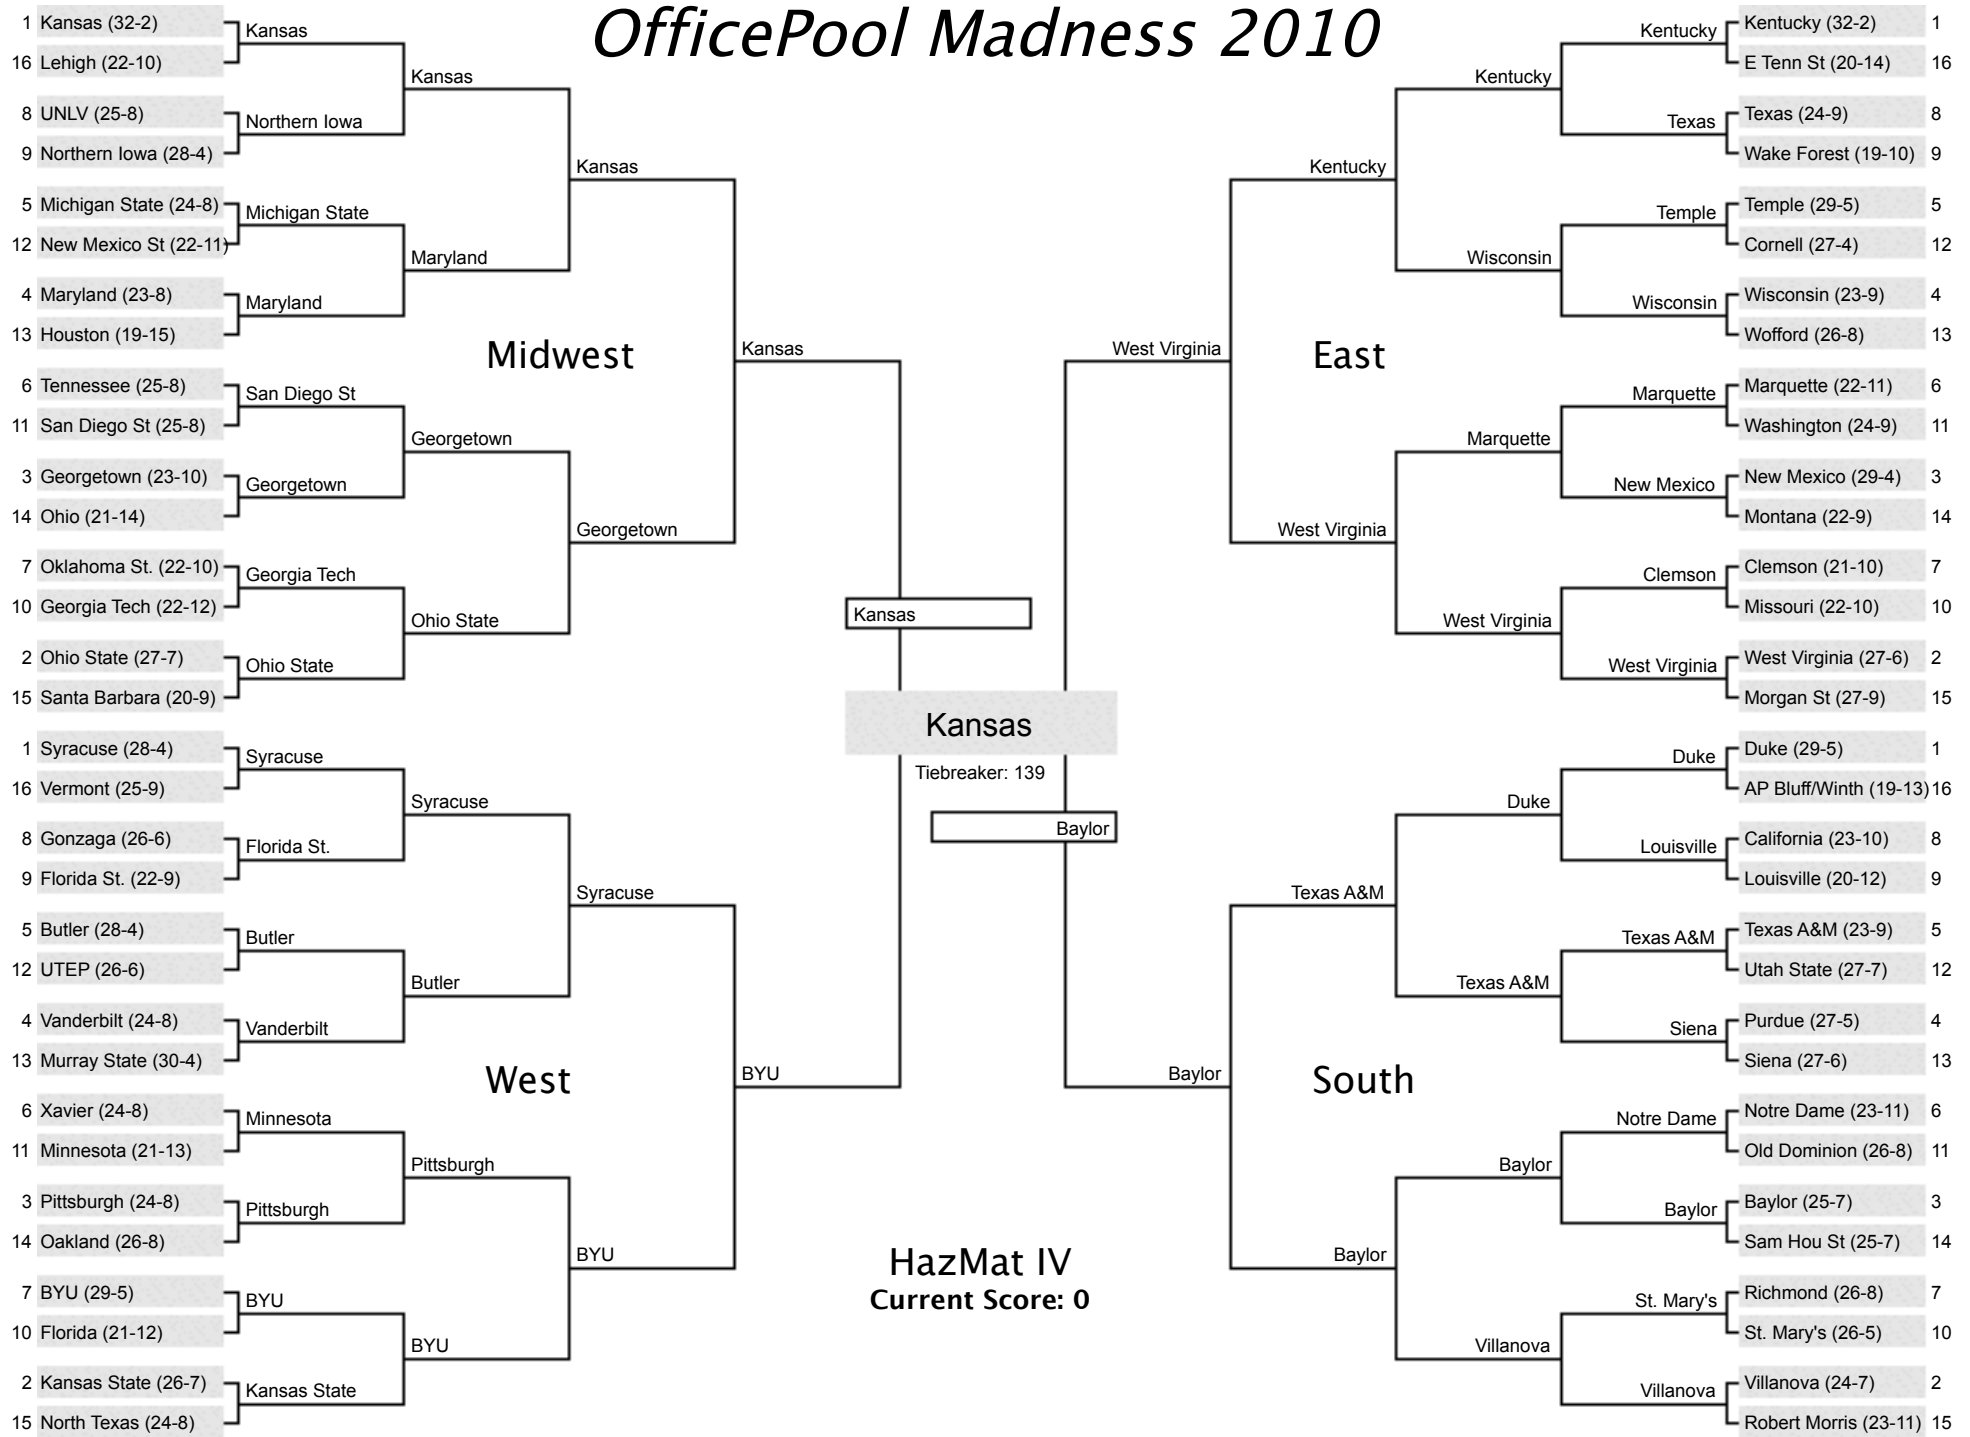 OfficePool Madness 2010
1 Kansas (32-2)
16 Lehigh (22-10)
8 UNLV (25-8)
9 Northern Iowa (28-4)
5 Michigan State (24-8)
12 New Mexico St (22-11)
4 Maryland (23-8)
13 Houston (19-15)
6 Tennessee (25-8)
11 San Diego St (25-8)
3 Georgetown (23-10)
14 Ohio (21-14)
7 Oklahoma St. (22-10)
10 Georgia Tech (22-12)
2 Ohio State (27-7)
15 Santa Barbara (20-9)
Kansas
Northern Iowa
Michigan State
Maryland
San Diego St
Georgetown
Georgia Tech
Ohio State
Kansas
Maryland
Georgetown
Ohio State
Kansas
Georgetown
Midwest
Kansas
1 Syracuse (28-4)
16 Vermont (25-9)
8 Gonzaga (26-6)
9 Florida St. (22-9)
5 Butler (28-4)
12 UTEP (26-6)
4 Vanderbilt (24-8)
13 Murray State (30-4)
6 Xavier (24-8)
11 Minnesota (21-13)
3 Pittsburgh (24-8)
14 Oakland (26-8)
7 BYU (29-5)
10 Florida (21-12)
2 Kansas State (26-7)
15 North Texas (24-8)
Syracuse
Florida St.
Butler
Vanderbilt
Minnesota
Pittsburgh
BYU
Kansas State
Syracuse
Butler
Pittsburgh
BYU
Syracuse
BYU
West
BYU
Kansas
Kansas
Tiebreaker: 139
Baylor
HazMat IV
Current Score: 0
West Virginia
East
Kentucky
West Virginia
Kentucky
Wisconsin
Marquette
West Virginia
Kentucky
Texas
Temple
Wisconsin
Marquette
New Mexico
Clemson
West Virginia
Kentucky (32-2) 1
E Tenn St (20-14) 16
Texas (24-9) 8
Wake Forest (19-10) 9
Temple (29-5) 5
Cornell (27-4) 12
Wisconsin (23-9) 4
Wofford (26-8) 13
Marquette (22-11) 6
Washington (24-9) 11
New Mexico (29-4) 3
Montana (22-9) 14
Clemson (21-10) 7
Missouri (22-10) 10
West Virginia (27-6) 2
Morgan St (27-9) 15
Baylor
South
Texas A&M
Baylor
Duke
Texas A&M
Baylor
Villanova
Duke
Louisville
Texas A&M
Siena
Notre Dame
Baylor
St. Mary's
Villanova
Duke (29-5) 1
AP Bluff/Winth (19-13) 16
California (23-10) 8
Louisville (20-12) 9
Texas A&M (23-9) 5
Utah State (27-7) 12
Purdue (27-5) 4
Siena (27-6) 13
Notre Dame (23-11) 6
Old Dominion (26-8) 11
Baylor (25-7) 3
Sam Hou St (25-7) 14
Richmond (26-8) 7
St. Mary's (26-5) 10
Villanova (24-7) 2
Robert Morris (23-11) 15